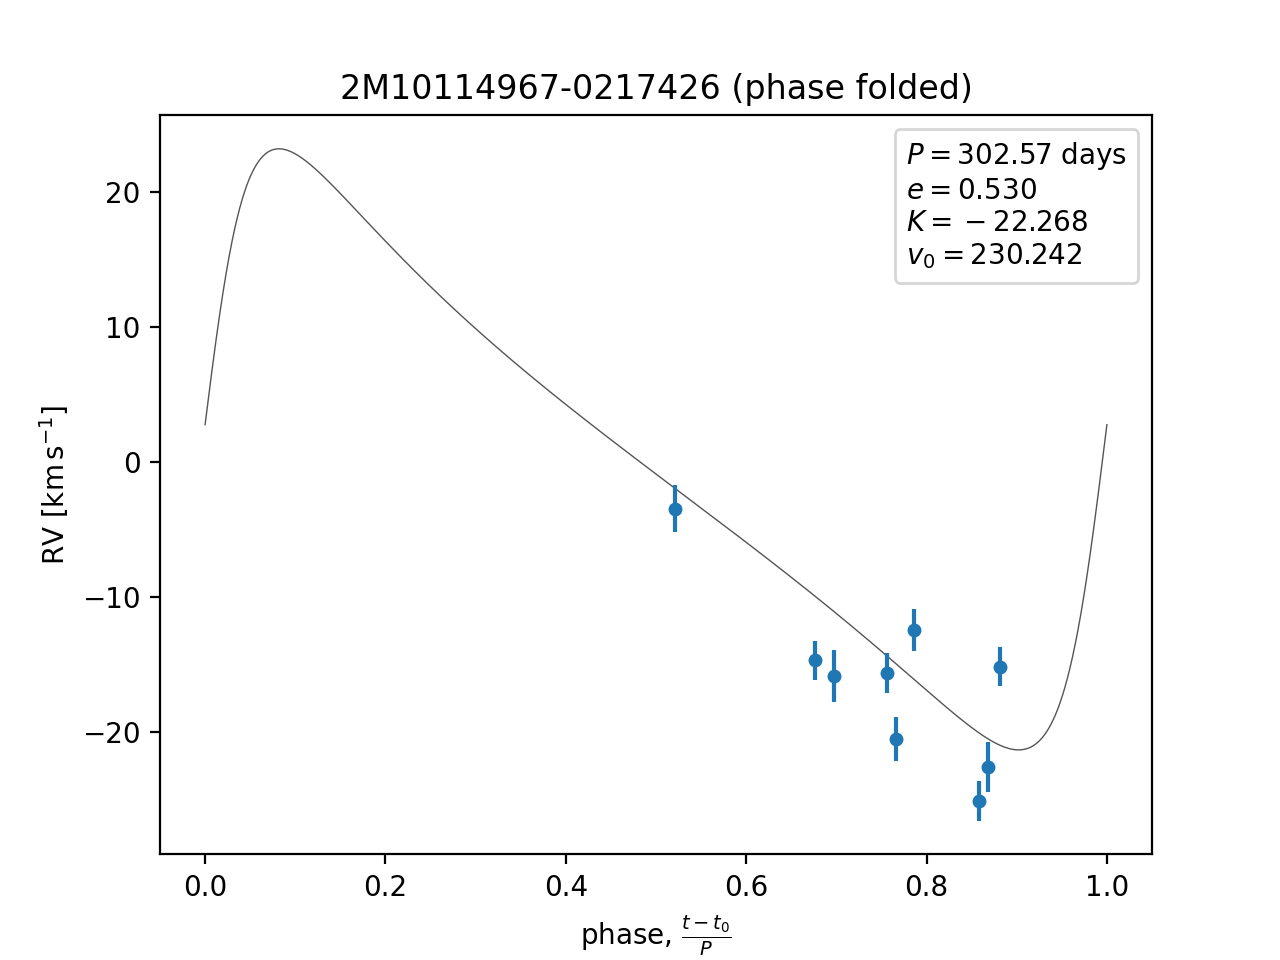 2M10114967-0217426 (phase folded)
P = 302.57 days
e = 0.530
K = −22.268
v₀ = 230.242
20
10
0
−10
−20
RV [km s⁻¹]
0.0 0.2 0.4 0.6 0.8 1.0
phase, (t − t₀)/P